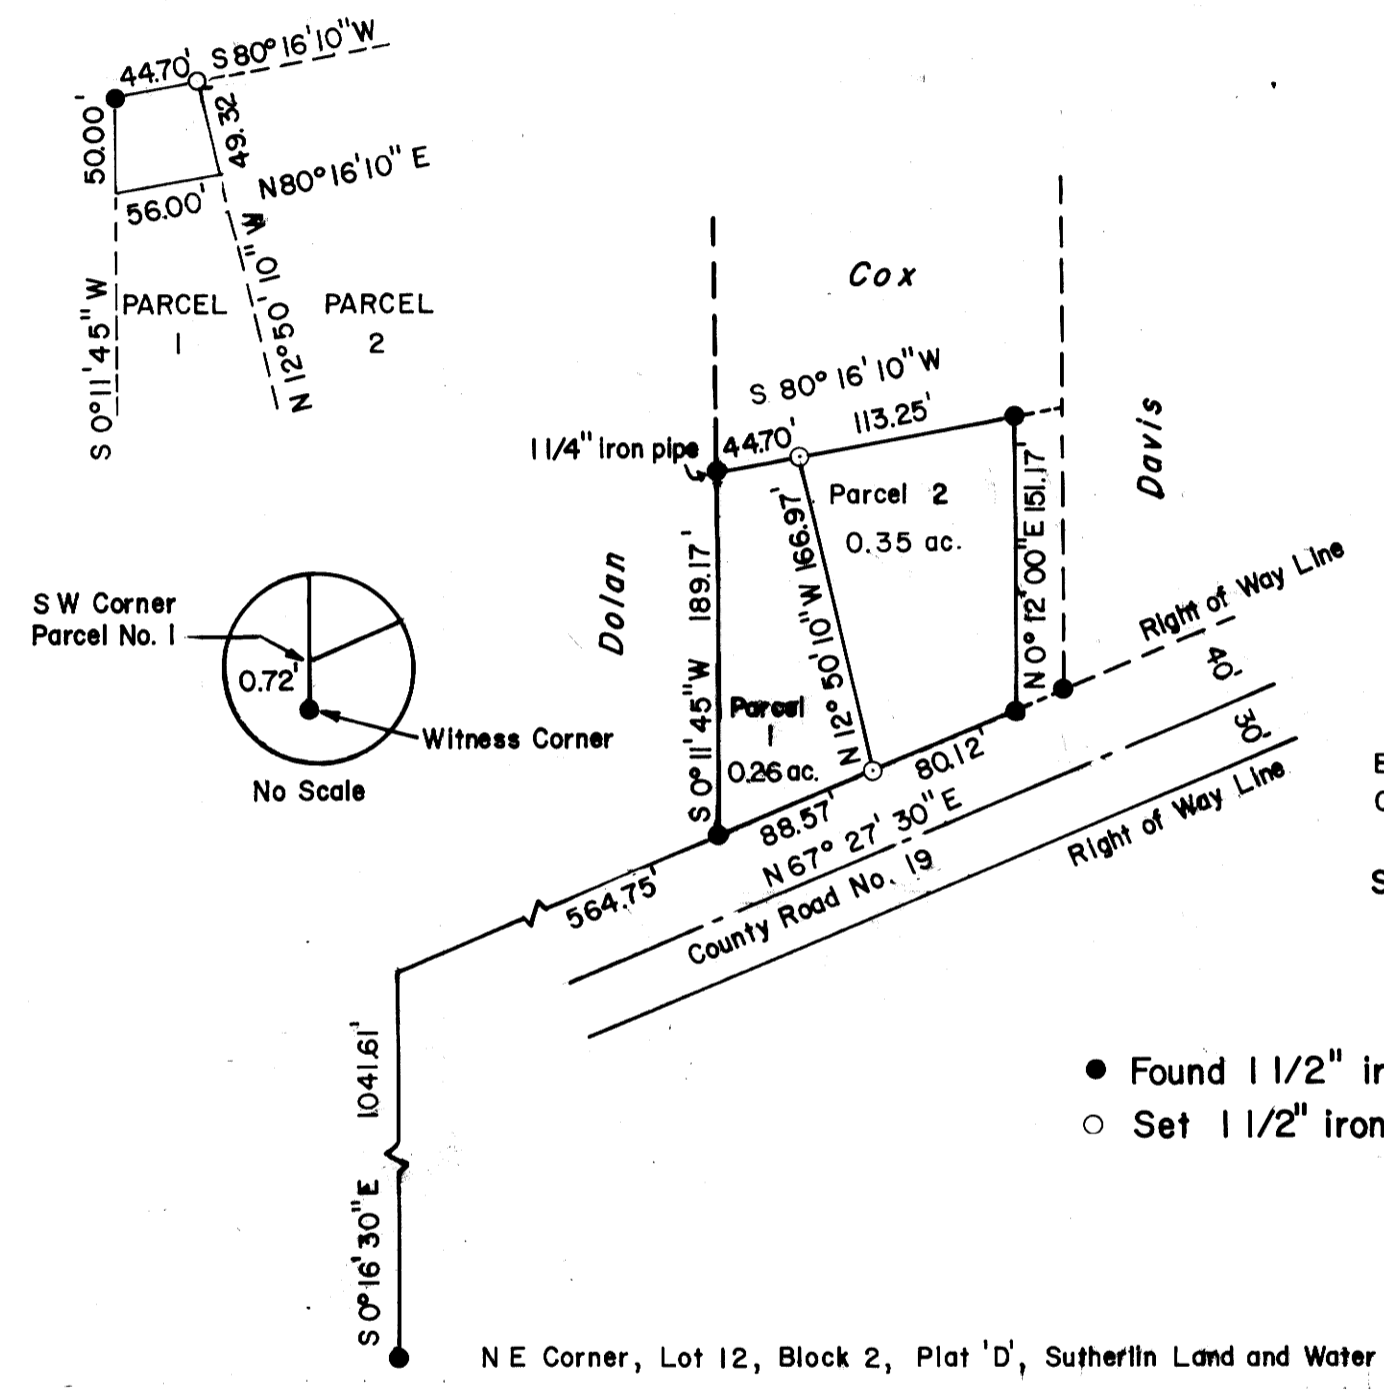 44.70' S 80° 16' 10" W
50.00'
49.32
N 80° 16' 10" E
56.00'
S 0° 11' 45" W
PARCEL
1
N 12° 50' 10" W
PARCEL
2
Cox
S 80° 16' 10" W
113.25'
44.70'
1 1/4" iron pipe
Davis
Parcel 2
0.35 ac.
N 0° 12' 00" E 151.17'
N 12° 50' 10" W 166.97'
S 0° 11' 45" W 189.17'
Dolan
Parcel
1
0.26 ac.
S W Corner
Parcel No. 1
0.72'
Witness Corner
No Scale
Right of Way Line
40'
30'
80.12'
88.57'
N 67° 27' 30" E
County Road No. 19
Right of Way Line
564.75'
S 0° 16' 30" E 1041.61'
Found 1 1/2" ir
Set 1 1/2" iron
N E Corner, Lot 12, Block 2, Plat 'D', Sutherlin Land and Water